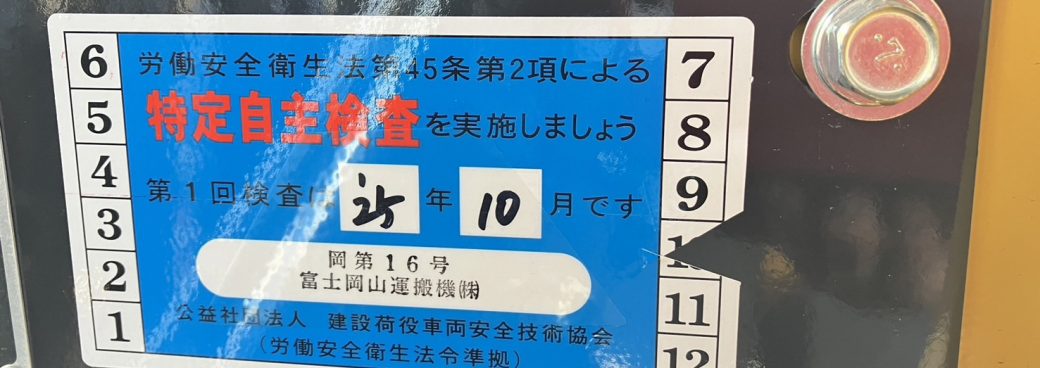 6
5
4
3
2
1
労働安全衛生法第45条第2項による
特定自主検査を実施しましょう
第1回検査は 25 年 10 月です
岡第16号
富士岡山運搬機㈱
公益社団法人 建設荷役車両安全技術協会
(労働安全衛生法令準拠)
7
8
9
11
12